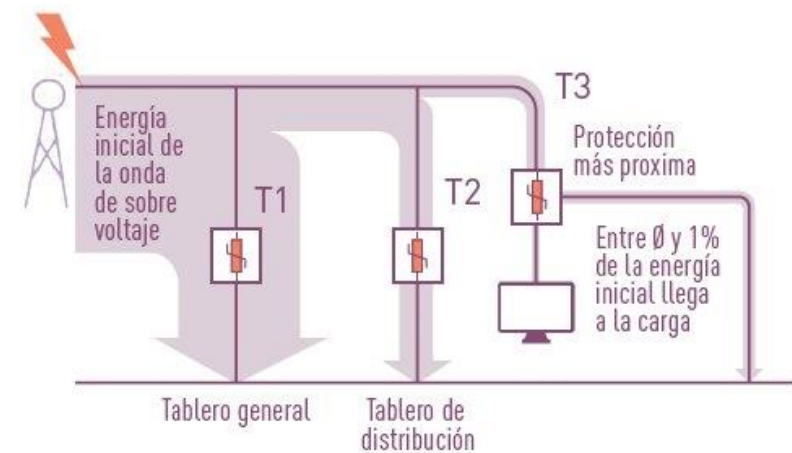 Energía
inicial de
la onda
de sobre
voltaje
T1
T2
T3
Protección
más proxima
Entre Ø y 1%
de la energía
inicial llega
a la carga
Tablero general
Tablero de
distribución